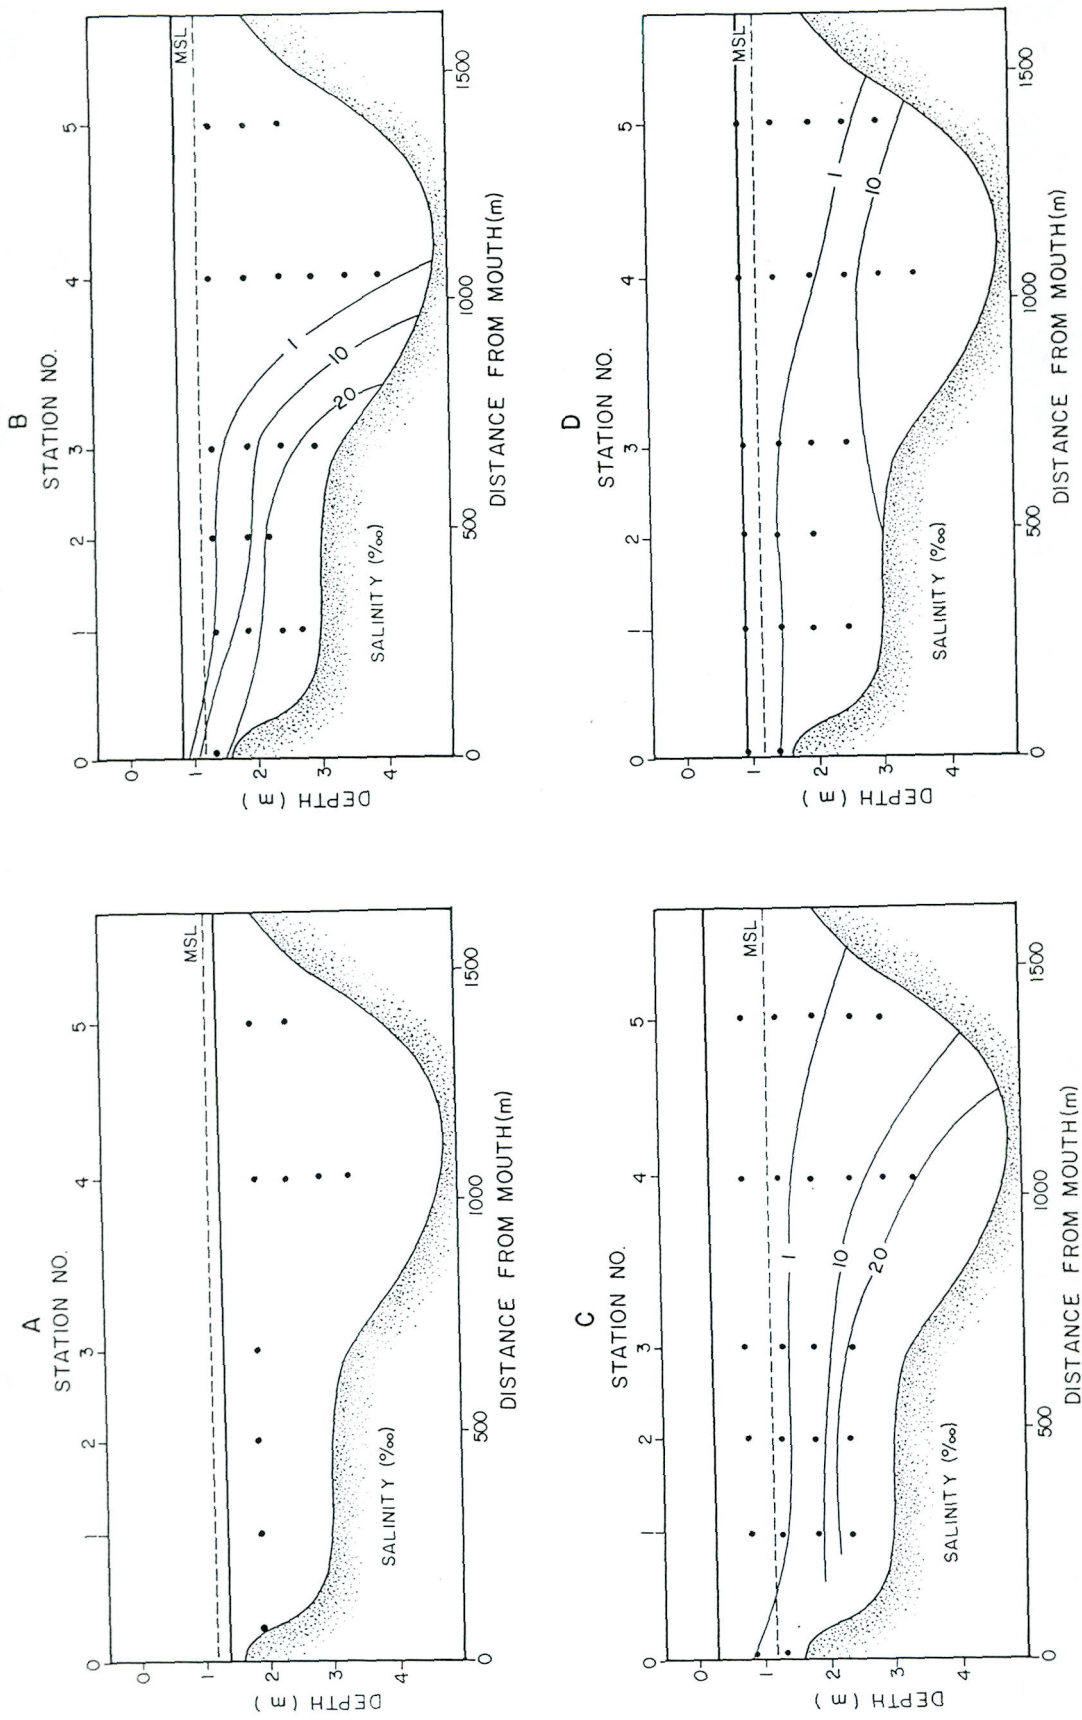 A
STATION NO.
0 1 2 3 4 5
MSL
0
1
2
3
4
DEPTH (m)
SALINITY (‰)
0 500 1000 1500
DISTANCE FROM MOUTH(m)
B
STATION NO.
0 1 2 3 4 5
MSL
0
1
2
3
4
DEPTH (m)
1
10
20
SALINITY (‰)
0 500 1000 1500
DISTANCE FROM MOUTH(m)
C
STATION NO.
0 1 2 3 4 5
MSL
0
1
2
3
4
DEPTH (m)
1
10
20
SALINITY (‰)
0 500 1000 1500
DISTANCE FROM MOUTH(m)
D
STATION NO.
0 1 2 3 4 5
MSL
0
1
2
3
4
DEPTH (m)
1
10
SALINITY (‰)
0 500 1000 1500
DISTANCE FROM MOUTH(m)